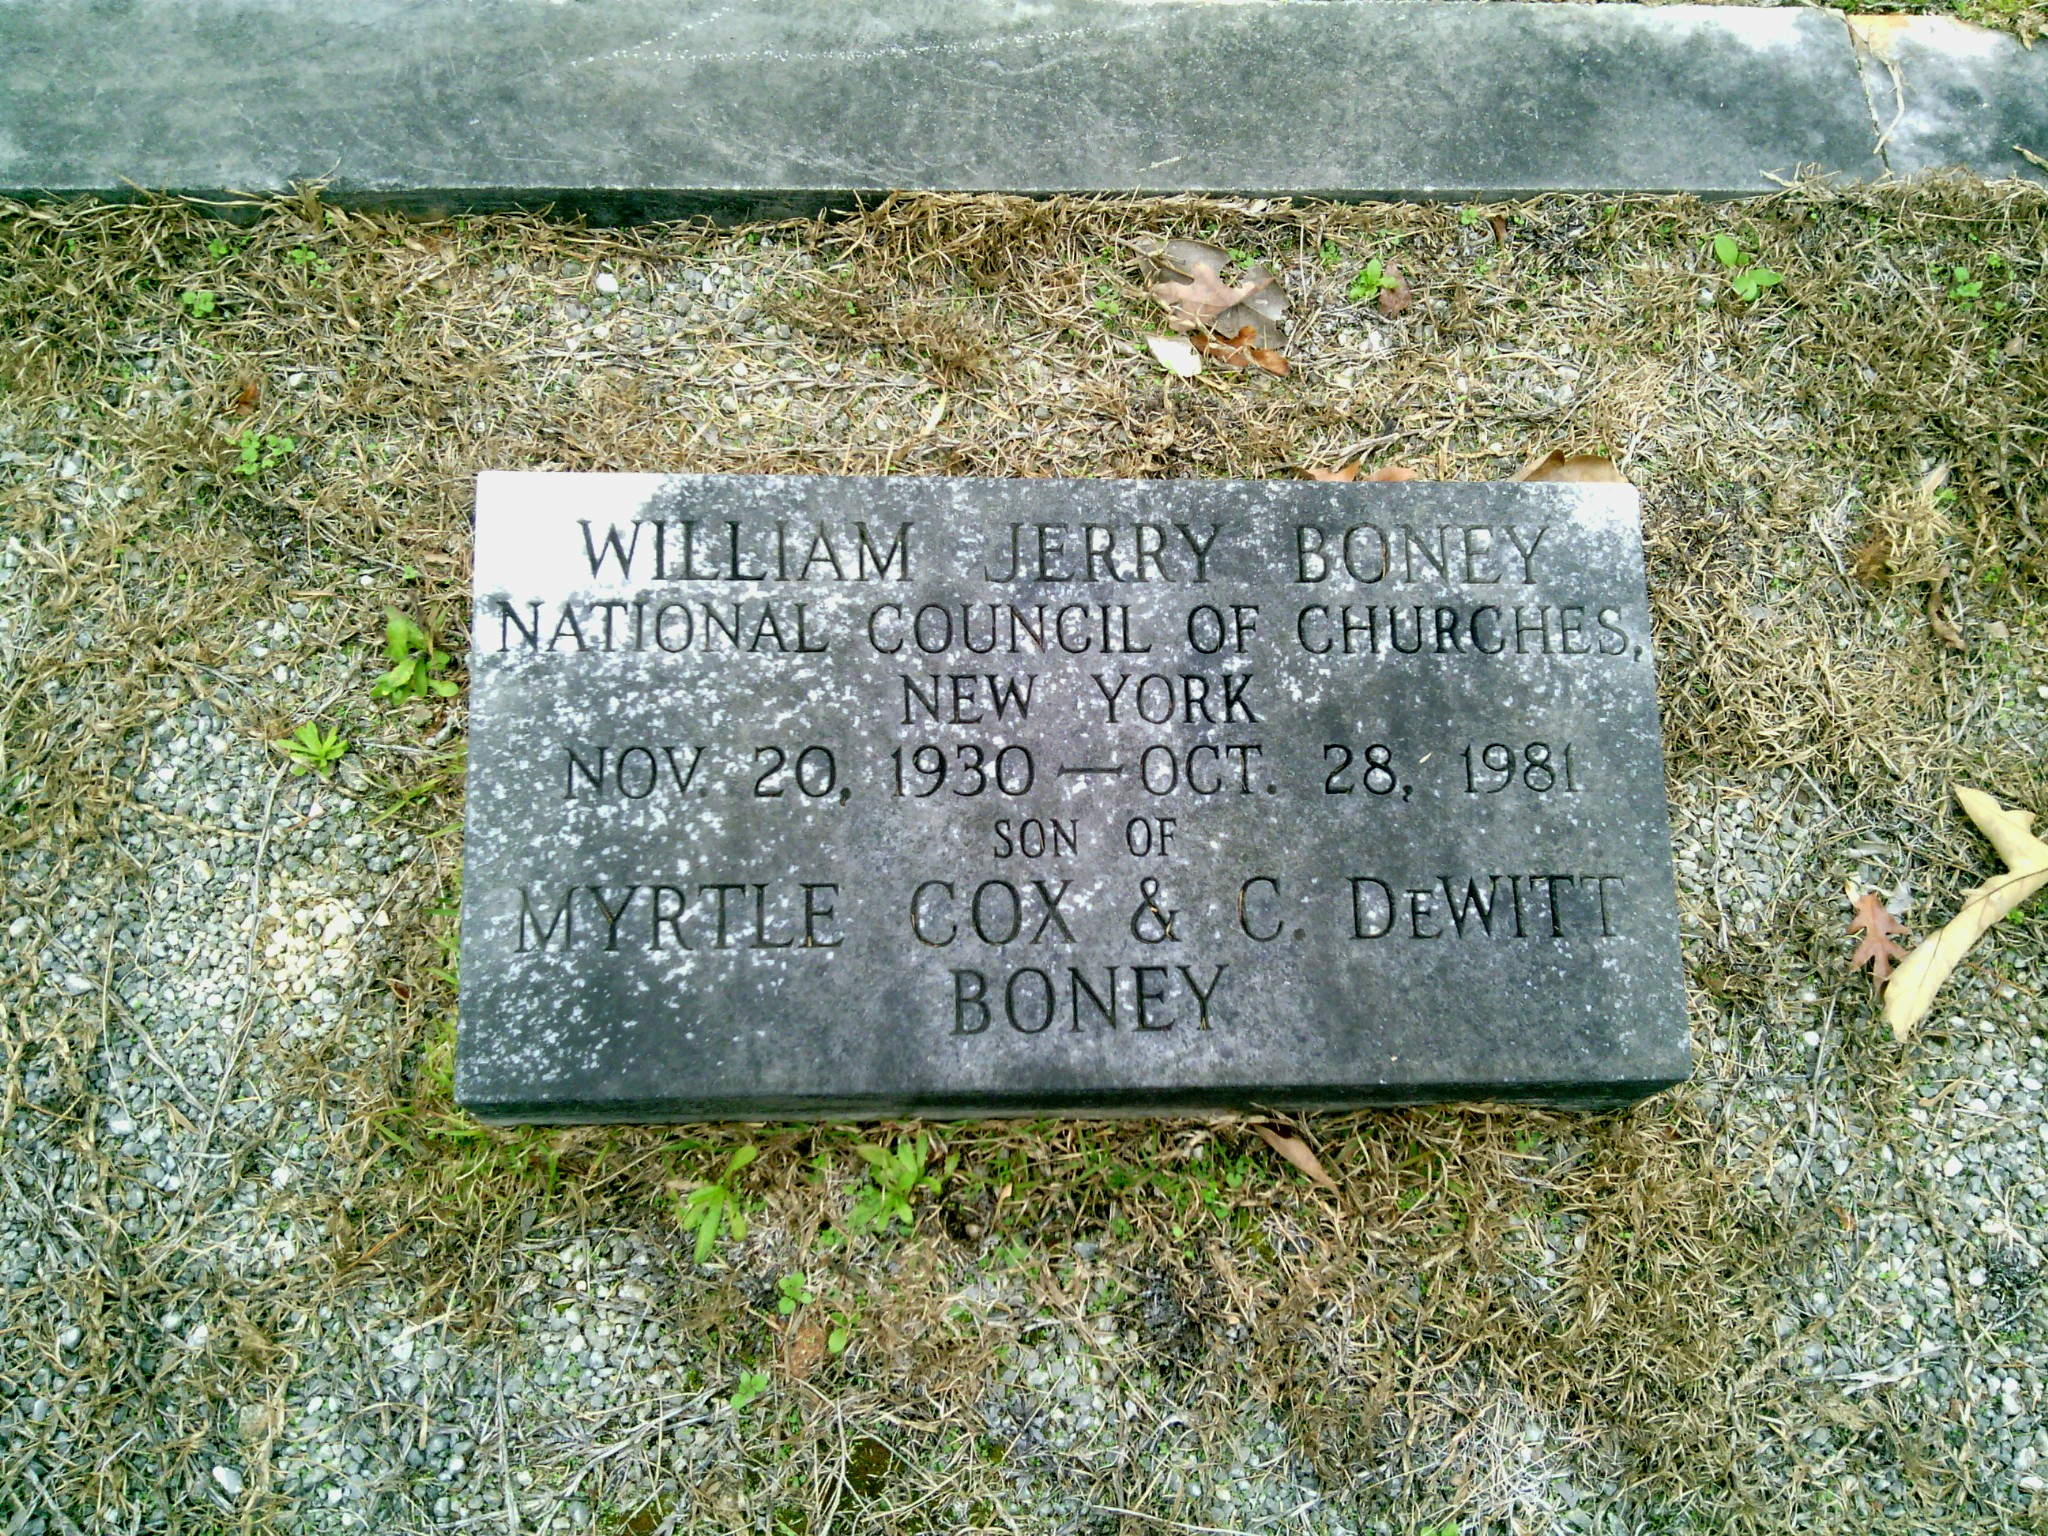 WILLIAM JERRY BONEY
NATIONAL COUNCIL OF CHURCHES,
NEW YORK
NOV. 20, 1930 — OCT. 28, 1981
SON OF
MYRTLE COX & C. DeWITT
BONEY